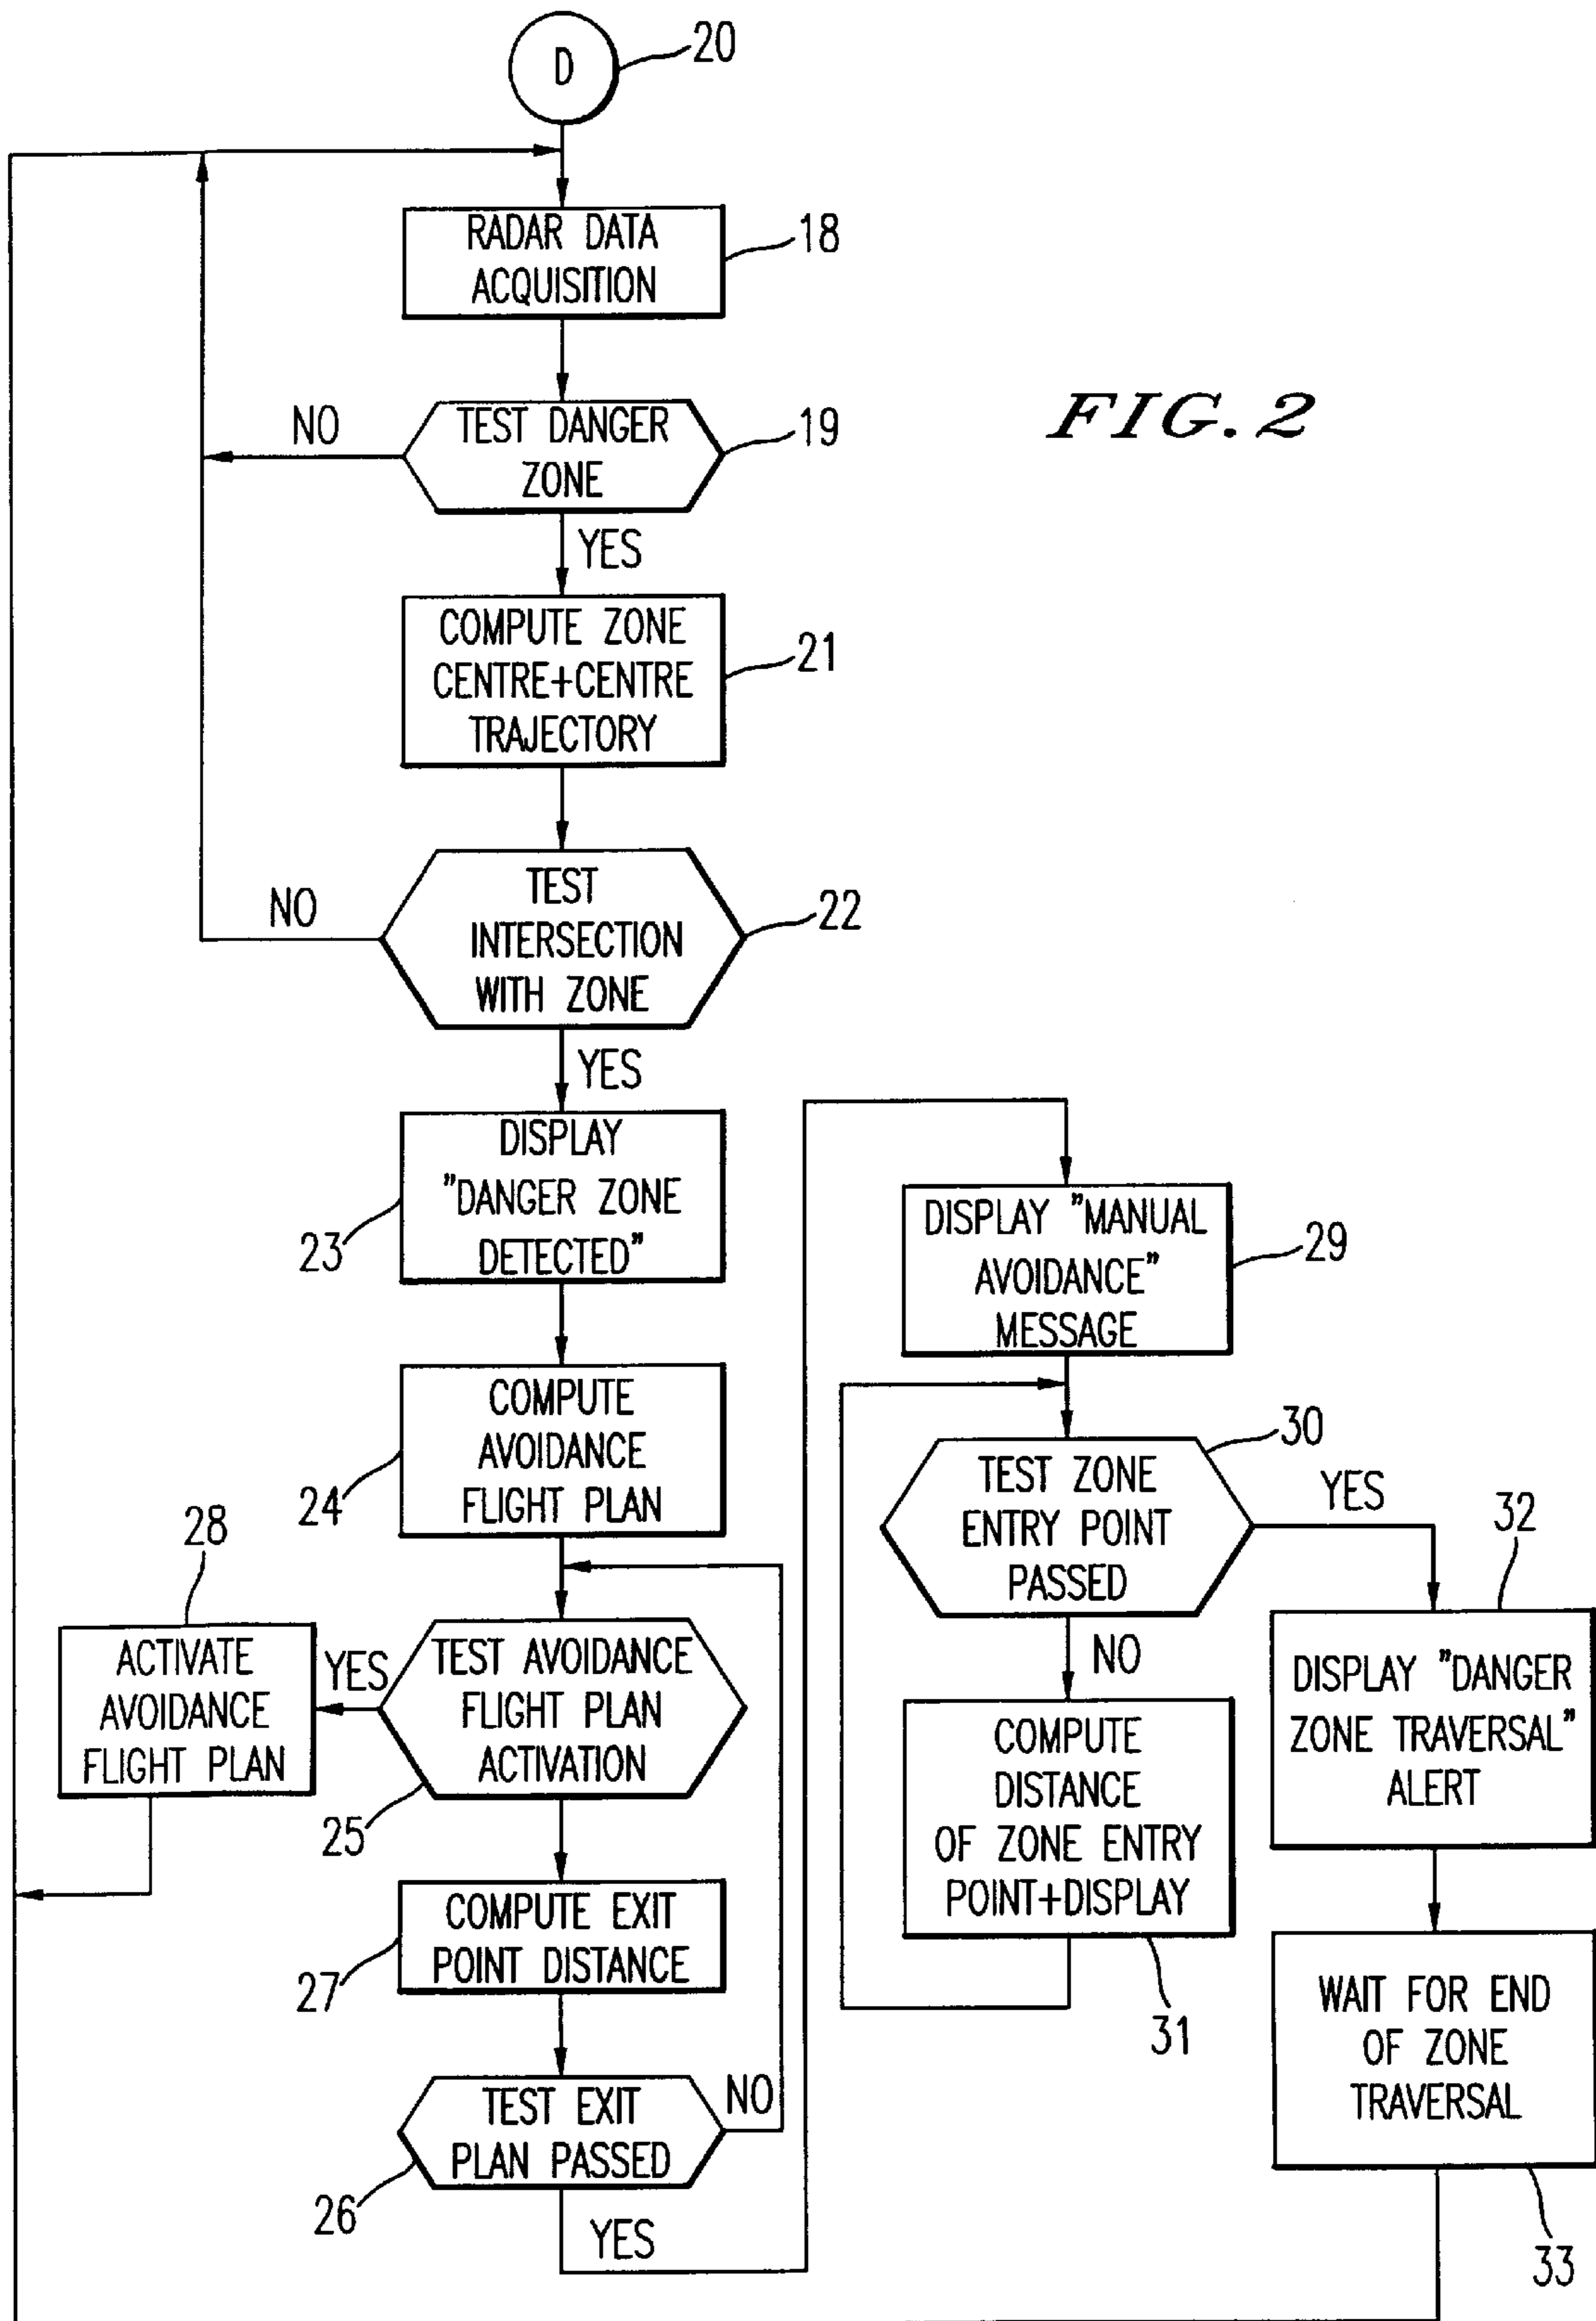 D
20
RADAR DATA
ACQUISITION
18
FIG. 2
NO
TEST DANGER
ZONE
19
YES
COMPUTE ZONE
CENTRE+CENTRE
TRAJECTORY
21
NO
TEST
INTERSECTION
WITH ZONE
22
YES
DISPLAY
"DANGER ZONE
DETECTED"
23
COMPUTE
AVOIDANCE
FLIGHT PLAN
24
28
ACTIVATE
AVOIDANCE
FLIGHT PLAN
YES
TEST AVOIDANCE
FLIGHT PLAN
ACTIVATION
25
COMPUTE EXIT
POINT DISTANCE
27
TEST EXIT
PLAN PASSED
NO
26
YES
DISPLAY "MANUAL
AVOIDANCE"
MESSAGE
29
30
TEST ZONE
ENTRY POINT
PASSED
YES
NO
32
COMPUTE
DISTANCE
OF ZONE ENTRY
POINT+DISPLAY
31
DISPLAY "DANGER
ZONE TRAVERSAL"
ALERT
WAIT FOR END
OF ZONE
TRAVERSAL
33